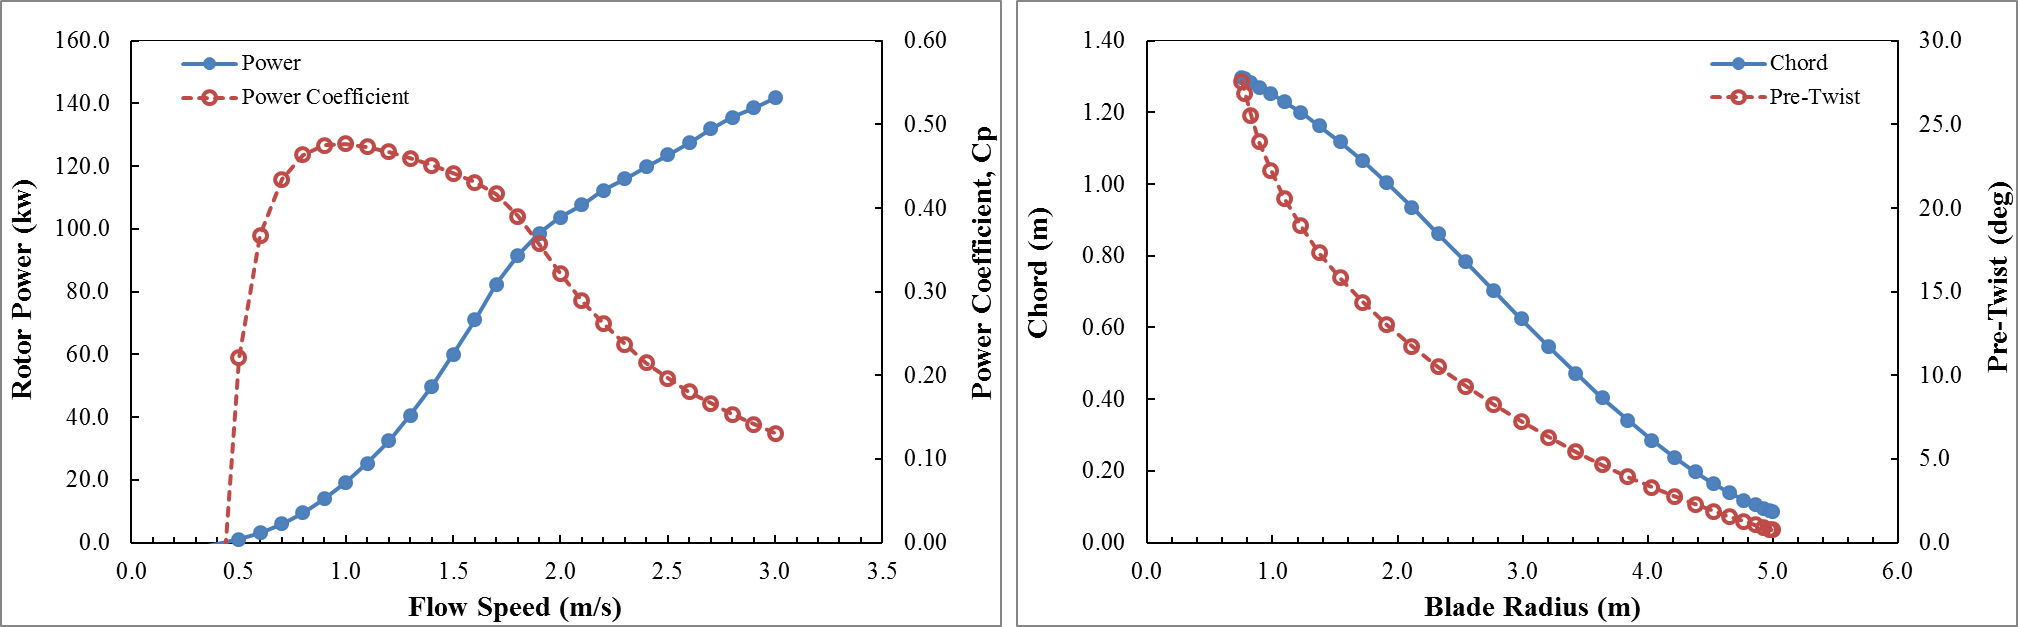 160.0
140.0
120.0
100.0
80.0
60.0
40.0
20.0
0.0
Rotor Power (kw)
Power
Power Coefficient
0.60
0.50
0.40
0.30
0.20
0.10
0.00
Power Coefficient, Cp
0.0 0.5 1.0 1.5 2.0 2.5 3.0 3.5
Flow Speed (m/s)
1.40
1.20
1.00
0.80
0.60
0.40
0.20
0.00
Chord (m)
Chord
Pre-Twist
30.0
25.0
20.0
15.0
10.0
5.0
0.0
Pre-Twist (deg)
0.0 1.0 2.0 3.0 4.0 5.0 6.0
Blade Radius (m)